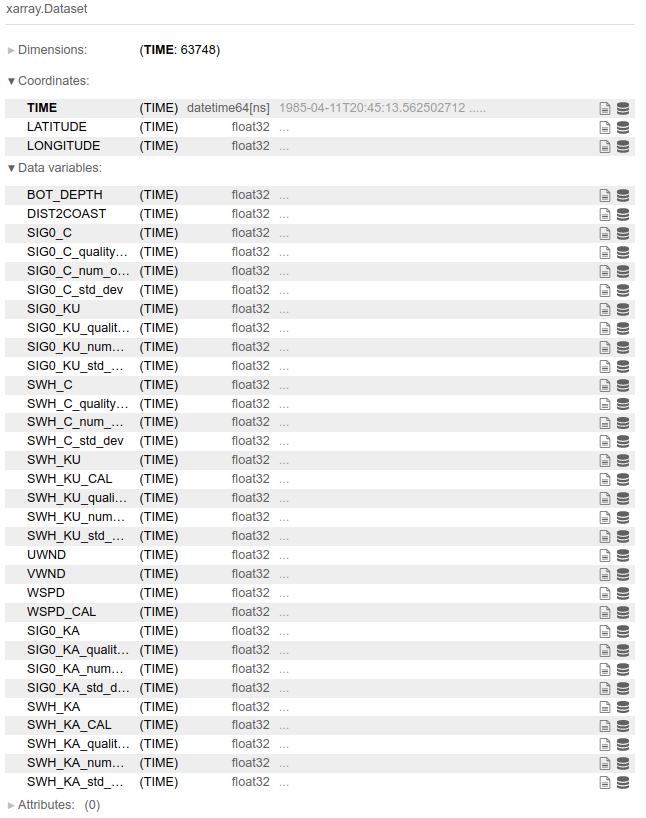 xarray.Dataset
► Dimensions: (TIME: 63748)
▼ Coordinates:
TIME (TIME) datetime64[ns] 1985-04-11T20:45:13.562502712 .....
LATITUDE (TIME) float32 ...
LONGITUDE (TIME) float32 ...
▼ Data variables:
BOT_DEPTH (TIME) float32 ...
DIST2COAST (TIME) float32 ...
SIG0_C (TIME) float32 ...
SIG0_C_quality... (TIME) float32 ...
SIG0_C_num_o... (TIME) float32 ...
SIG0_C_std_dev (TIME) float32 ...
SIG0_KU (TIME) float32 ...
SIG0_KU_qualit... (TIME) float32 ...
SIG0_KU_num... (TIME) float32 ...
SIG0_KU_std_... (TIME) float32 ...
SWH_C (TIME) float32 ...
SWH_C_quality... (TIME) float32 ...
SWH_C_num_... (TIME) float32 ...
SWH_C_std_dev (TIME) float32 ...
SWH_KU (TIME) float32 ...
SWH_KU_CAL (TIME) float32 ...
SWH_KU_quali... (TIME) float32 ...
SWH_KU_num... (TIME) float32 ...
SWH_KU_std_... (TIME) float32 ...
UWND (TIME) float32 ...
VWND (TIME) float32 ...
WSPD (TIME) float32 ...
WSPD_CAL (TIME) float32 ...
SIG0_KA (TIME) float32 ...
SIG0_KA_qualit... (TIME) float32 ...
SIG0_KA_num... (TIME) float32 ...
SIG0_KA_std_d... (TIME) float32 ...
SWH_KA (TIME) float32 ...
SWH_KA_CAL (TIME) float32 ...
SWH_KA_qualit... (TIME) float32 ...
SWH_KA_num... (TIME) float32 ...
SWH_KA_std_... (TIME) float32 ...
► Attributes: (0)